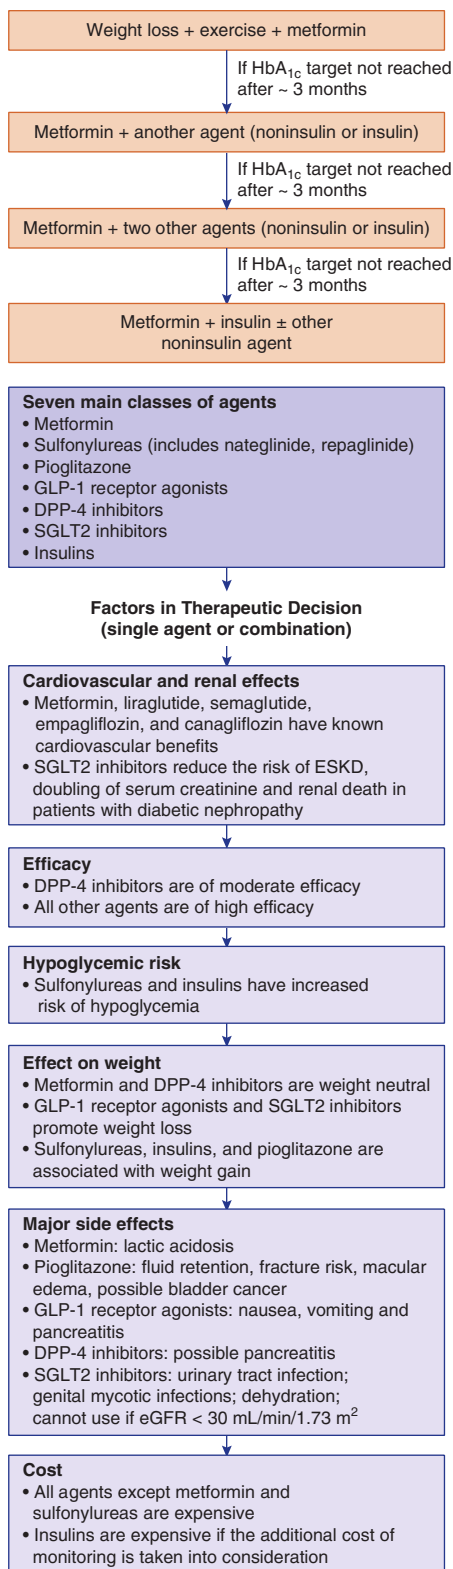 Weight loss + exercise + metformin
If HbA1c target not reached
after ~ 3 months
Metformin + another agent (noninsulin or insulin)
If HbA1c target not reached
after ~ 3 months
Metformin + two other agents (noninsulin or insulin)
If HbA1c target not reached
after ~ 3 months
Metformin + insulin ± other
noninsulin agent
Seven main classes of agents
• Metformin
• Sulfonylureas (includes nateglinide, repaglinide)
• Pioglitazone
• GLP-1 receptor agonists
• DPP-4 inhibitors
• SGLT2 inhibitors
• Insulins
Factors in Therapeutic Decision
(single agent or combination)
Cardiovascular and renal effects
• Metformin, liraglutide, semaglutide,
empagliflozin, and canagliflozin have known
cardiovascular benefits
• SGLT2 inhibitors reduce the risk of ESKD,
doubling of serum creatinine and renal death in
patients with diabetic nephropathy
Efficacy
• DPP-4 inhibitors are of moderate efficacy
• All other agents are of high efficacy
Hypoglycemic risk
• Sulfonylureas and insulins have increased
risk of hypoglycemia
Effect on weight
• Metformin and DPP-4 inhibitors are weight neutral
• GLP-1 receptor agonists and SGLT2 inhibitors
promote weight loss
• Sulfonylureas, insulins, and pioglitazone are
associated with weight gain
Major side effects
• Metformin: lactic acidosis
• Pioglitazone: fluid retention, fracture risk, macular
edema, possible bladder cancer
• GLP-1 receptor agonists: nausea, vomiting and
pancreatitis
• DPP-4 inhibitors: possible pancreatitis
• SGLT2 inhibitors: urinary tract infection;
genital mycotic infections; dehydration;
cannot use if eGFR < 30 mL/min/1.73 m²
Cost
• All agents except metformin and
sulfonylureas are expensive
• Insulins are expensive if the additional cost of
monitoring is taken into consideration